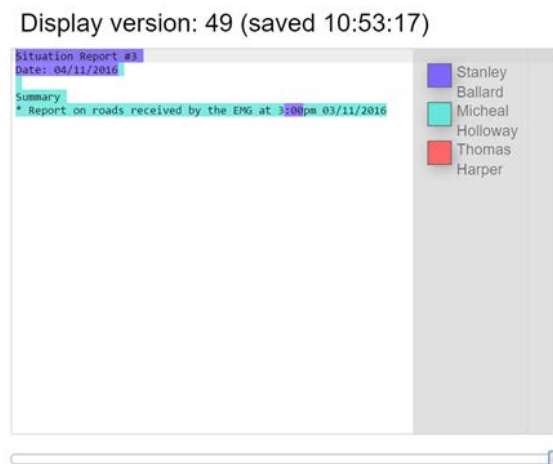 Display version: 49 (saved 10:53:17)
Situation Report #3
Date: 04/11/2016
Summary
* Report on roads received by the EMG at 3:00pm 03/11/2016
Stanley
Ballard
Micheal
Holloway
Thomas
Harper